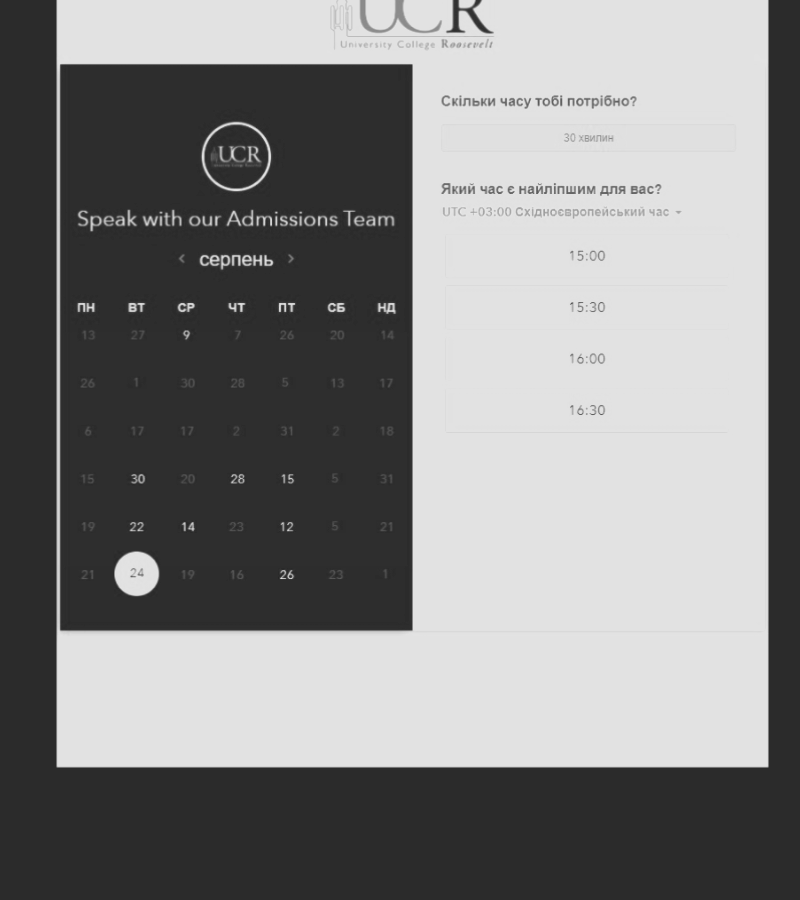 UCR
University College Roosevelt
UCR
Speak with our Admissions Team
< серпень >
ПН ВТ СР ЧТ ПТ СБ НД
13 27 9 7 26 20 14
26 1 30 28 5 13 17
6 17 17 2 31 2 18
15 30 20 28 15 5 31
19 22 14 23 12 5 21
21 24 19 16 26 23 1
Скільки часу тобі потрібно?
30 хвилин
Який час є найліпшим для вас?
UTC +03:00 Східноєвропейський час
15:00
15:30
16:00
16:30